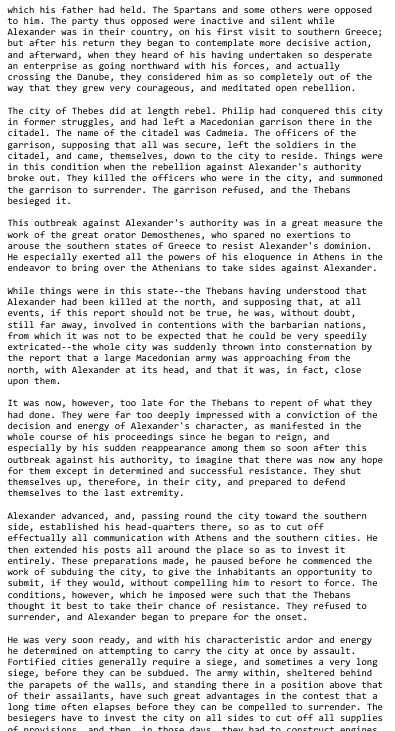 which his father had held. The Spartans and some others were opposed
to him. The party thus opposed were inactive and silent while
Alexander was in their country, on his first visit to southern Greece;
but after his return they began to contemplate more decisive action,
and afterward, when they heard of his having undertaken so desperate
an enterprise as going northward with his forces, and actually
crossing the Danube, they considered him as so completely out of the
way that they grew very courageous, and meditated open rebellion.

The city of Thebes did at length rebel. Philip had conquered this city
in former struggles, and had left a Macedonian garrison there in the
citadel. The name of the citadel was Cadmeia. The officers of the
garrison, supposing that all was secure, left the soldiers in the
citadel, and came, themselves, down to the city to reside. Things were
in this condition when the rebellion against Alexander's authority
broke out. They killed the officers who were in the city, and summoned
the garrison to surrender. The garrison refused, and the Thebans
besieged it.

This outbreak against Alexander's authority was in a great measure the
work of the great orator Demosthenes, who spared no exertions to
arouse the southern states of Greece to resist Alexander's dominion.
He especially exerted all the powers of his eloquence in Athens in the
endeavor to bring over the Athenians to take sides against Alexander.

While things were in this state--the Thebans having understood that
Alexander had been killed at the north, and supposing that, at all
events, if this report should not be true, he was, without doubt,
still far away, involved in contentions with the barbarian nations,
from which it was not to be expected that he could be very speedily
extricated--the whole city was suddenly thrown into consternation by
the report that a large Macedonian army was approaching from the
north, with Alexander at its head, and that it was, in fact, close
upon them.

It was now, however, too late for the Thebans to repent of what they
had done. They were far too deeply impressed with a conviction of the
decision and energy of Alexander's character, as manifested in the
whole course of his proceedings since he began to reign, and
especially by his sudden reappearance among them so soon after this
outbreak against his authority, to imagine that there was now any hope
for them except in determined and successful resistance. They shut
themselves up, therefore, in their city, and prepared to defend
themselves to the last extremity.

Alexander advanced, and, passing round the city toward the southern
side, established his head-quarters there, so as to cut off
effectually all communication with Athens and the southern cities. He
then extended his posts all around the place so as to invest it
entirely. These preparations made, he paused before he commenced the
work of subduing the city, to give the inhabitants an opportunity to
submit, if they would, without compelling him to resort to force. The
conditions, however, which he imposed were such that the Thebans
thought it best to take their chance of resistance. They refused to
surrender, and Alexander began to prepare for the onset.

He was very soon ready, and with his characteristic ardor and energy
he determined on attempting to carry the city at once by assault.
Fortified cities generally require a siege, and sometimes a very long
siege, before they can be subdued. The army within, sheltered behind
the parapets of the walls, and standing there in a position above that
of their assailants, have such great advantages in the contest that a
long time often elapses before they can be compelled to surrender. The
besiegers have to invest the city on all sides to cut off all supplies
of provisions, and then, in those days, they had to construct engines